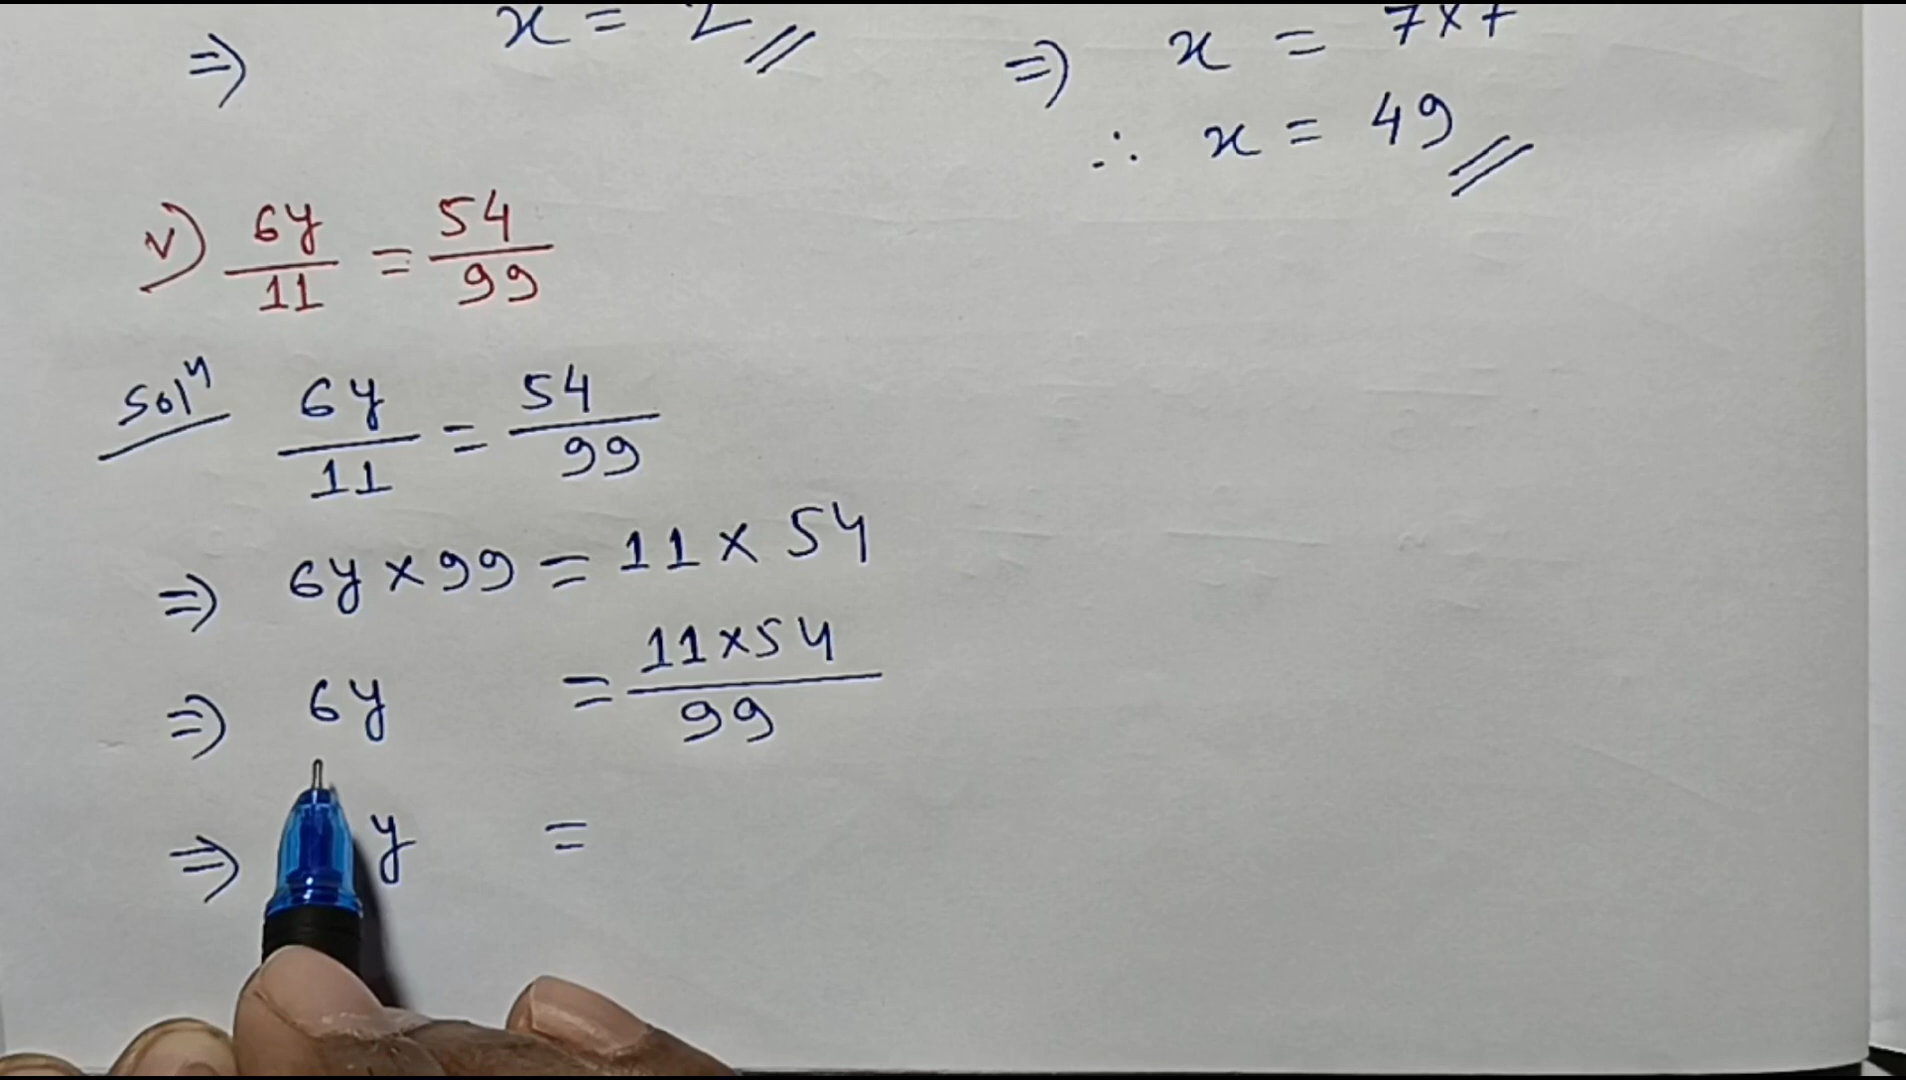 ⇒ x = 2 ⇒ x = 7×7
∴ x = 49
v) 6y/11 = 54/99
Solⁿ 6y/11 = 54/99
⇒ 6y × 99 = 11 × 54
⇒ 6y = 11×54/99
⇒ y =